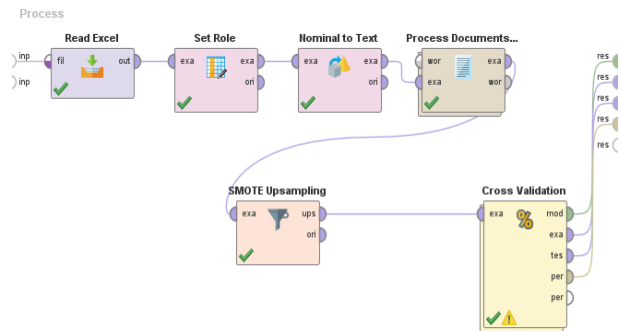 Process
Read Excel
Set Role
Nominal to Text
Process Documents...
inp
fil
out
exa
exa
exa
exa
wor
exa
res
inp
ori
ori
exa
wor
res
res
res
SMOTE Upsampling
Cross Validation
res
exa
ups
exa
mod
ori
exa
tes
per
per